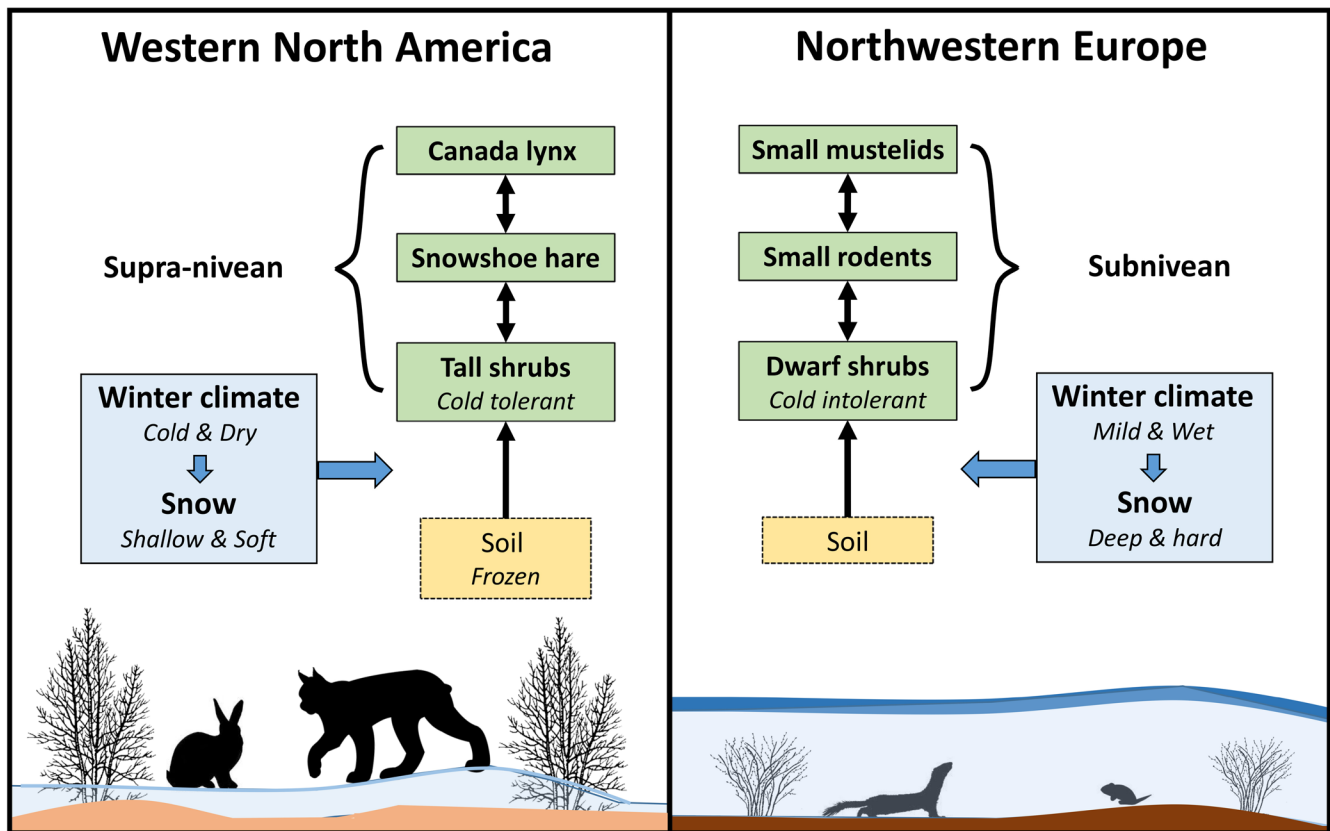 Western North America
Canada lynx
Snowshoe hare
Supra-nivean
Tall shrubs
Cold tolerant
Winter climate
Cold & Dry
Snow
Shallow & Soft
Soil
Frozen
Northwestern Europe
Small mustelids
Small rodents
Subnivean
Dwarf shrubs
Cold intolerant
Winter climate
Mild & Wet
Snow
Deep & hard
Soil